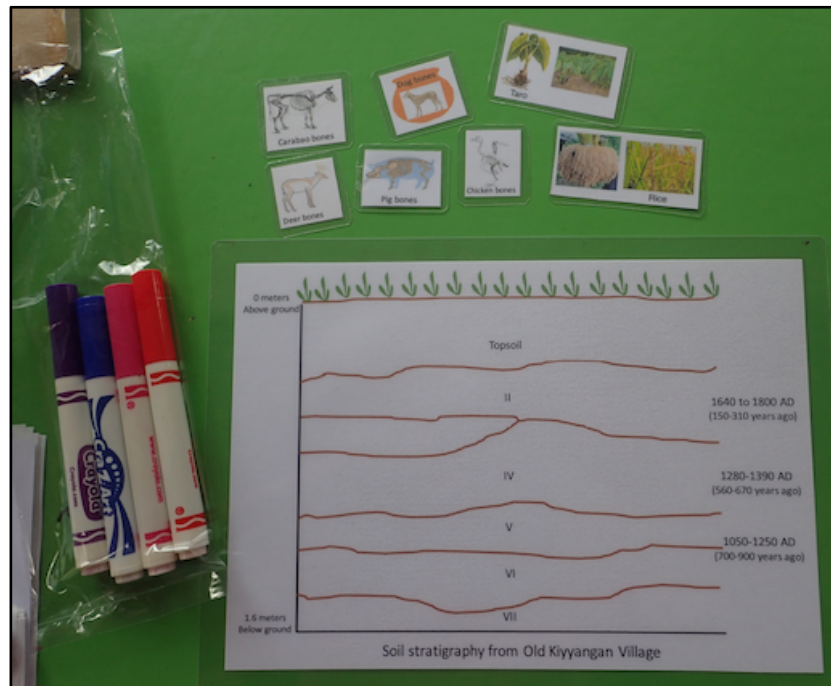 Carabao bones
Dog bones
Taro
Deer bones
Pig bones
Chicken bones
Rice
0 meters
Above ground
Topsoil
II
1640 to 1800 AD
(150-310 years ago)
IV
1280-1390 AD
(560-670 years ago)
V
1050-1250 AD
(700-900 years ago)
VI
VII
1.6 meters
Below ground
Soil stratigraphy from Old Kiyyangan Village
Crayola
Cra-Z-Art